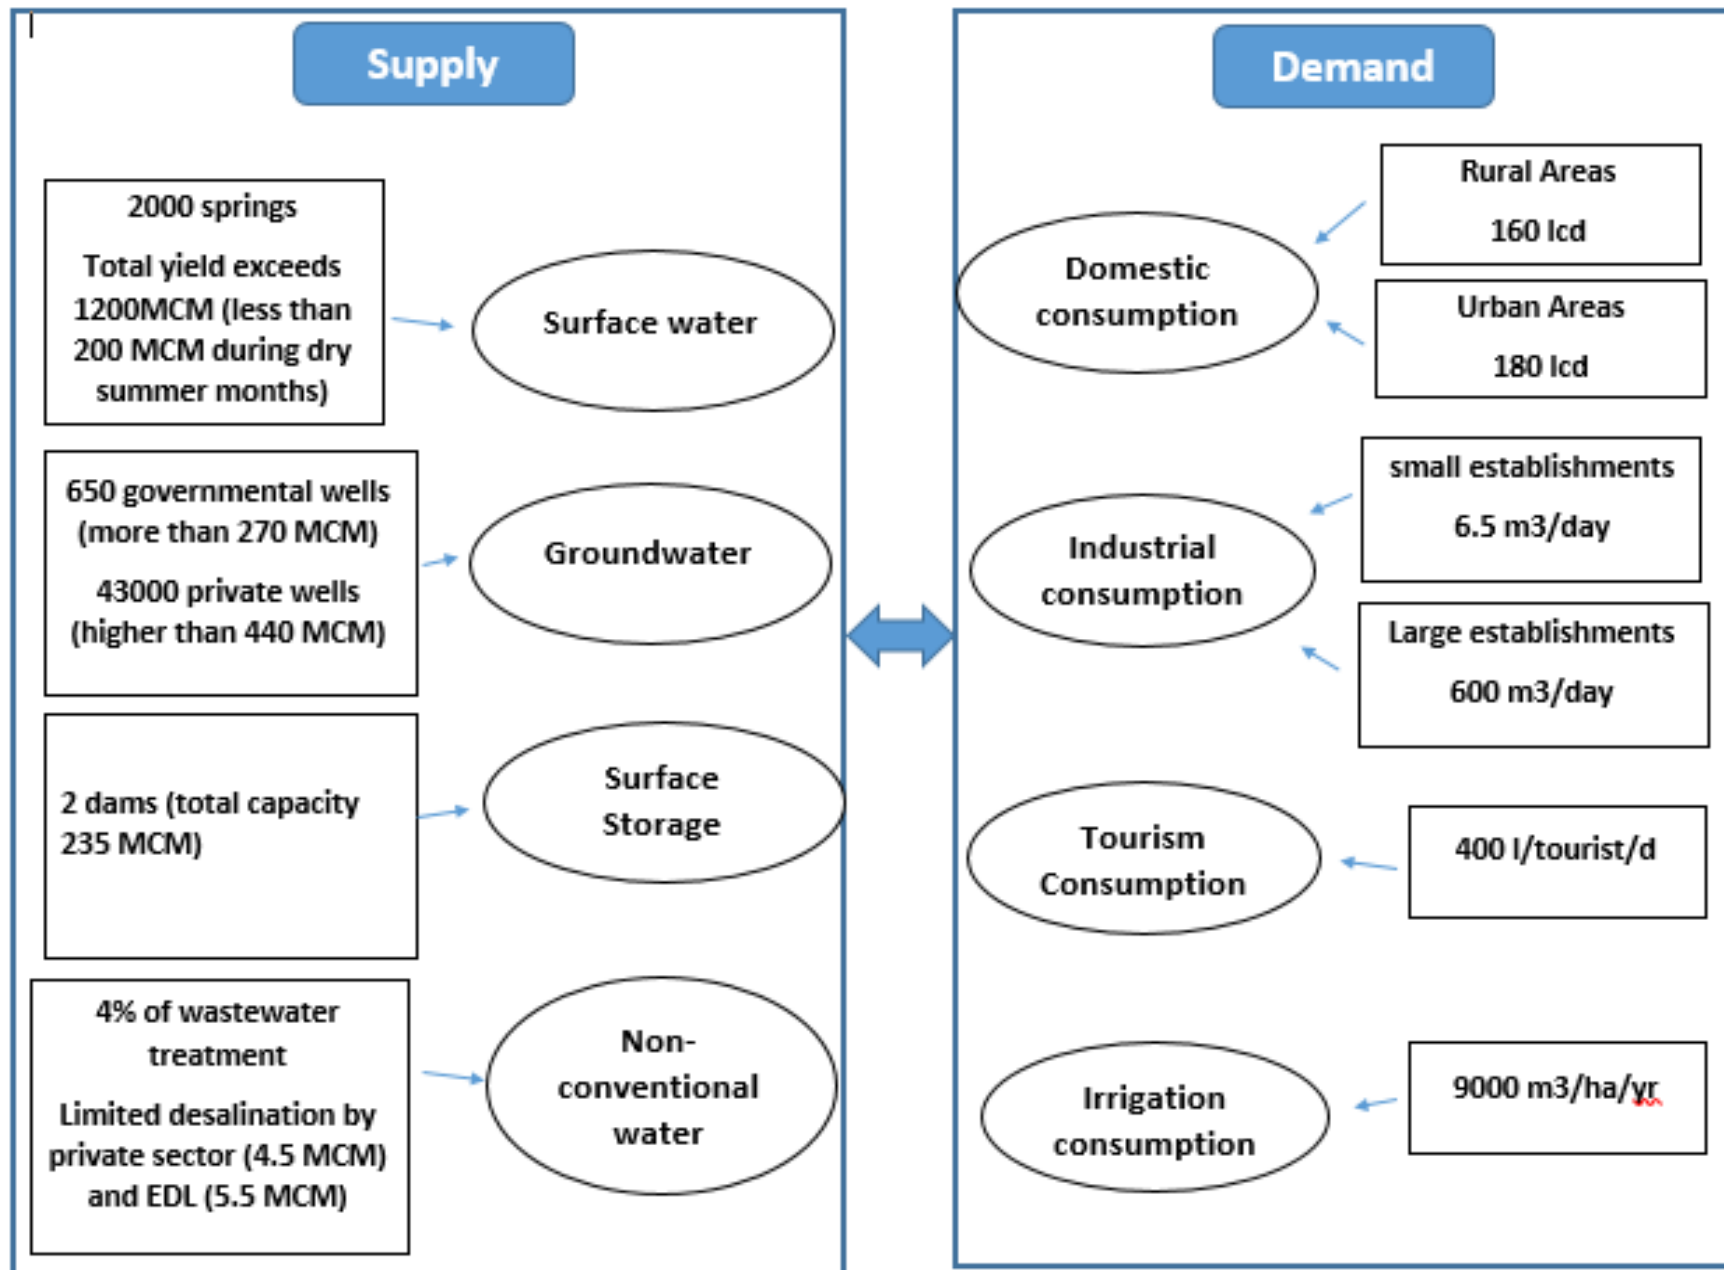 Supply
2000 springs
Total yield exceeds
1200MCM (less than
200 MCM during dry
summer months)
Surface water
650 governmental wells
(more than 270 MCM)
43000 private wells
(higher than 440 MCM)
Groundwater
2 dams (total capacity
235 MCM)
Surface
Storage
4% of wastewater
treatment
Limited desalination by
private sector (4.5 MCM)
and EDL (5.5 MCM)
Non-
conventional
water
Demand
Domestic
consumption
Rural Areas
160 lcd
Urban Areas
180 lcd
Industrial
consumption
small establishments
6.5 m3/day
Large establishments
600 m3/day
Tourism
Consumption
400 l/tourist/d
Irrigation
consumption
9000 m3/ha/yr